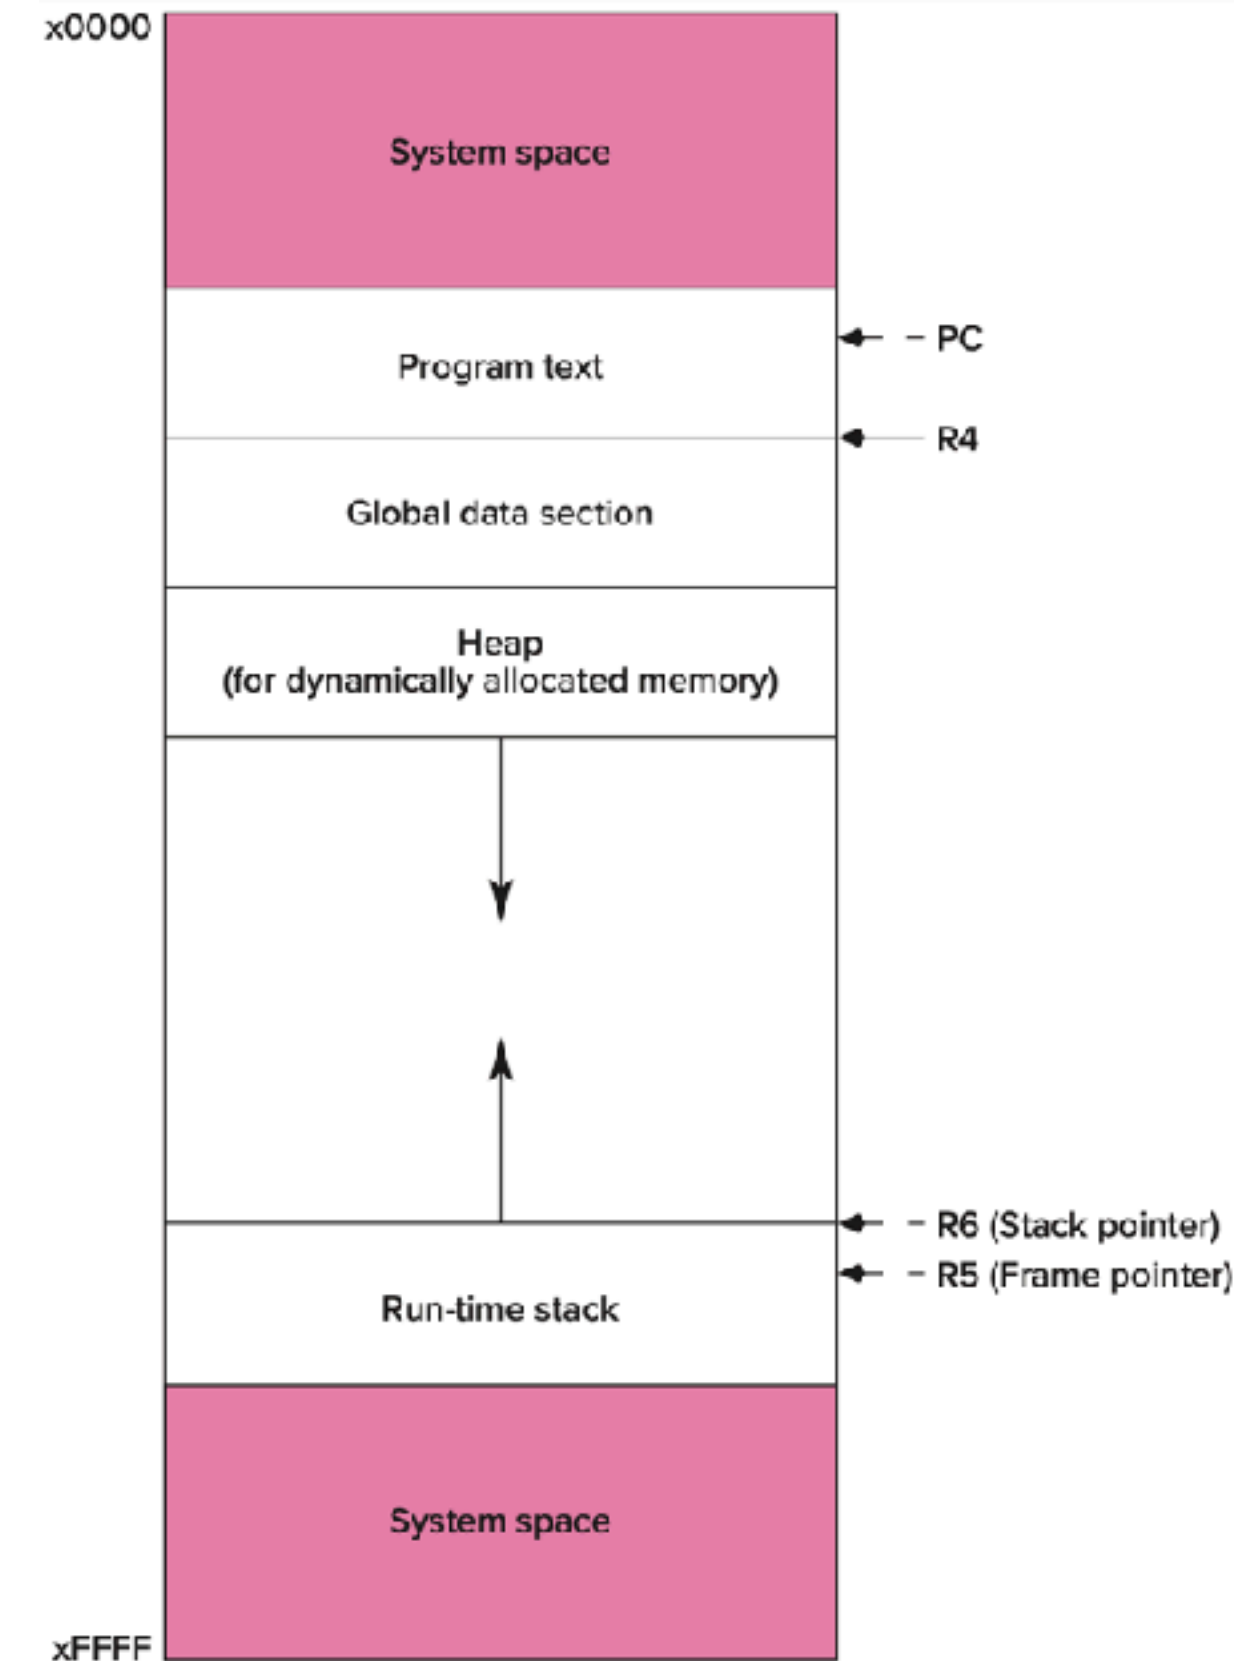 x0000
System space
PC
Program text
R4
Global data section
Heap
(for dynamically allocated memory)
R6 (Stack pointer)
R5 (Frame pointer)
Run-time stack
System space
xFFFF